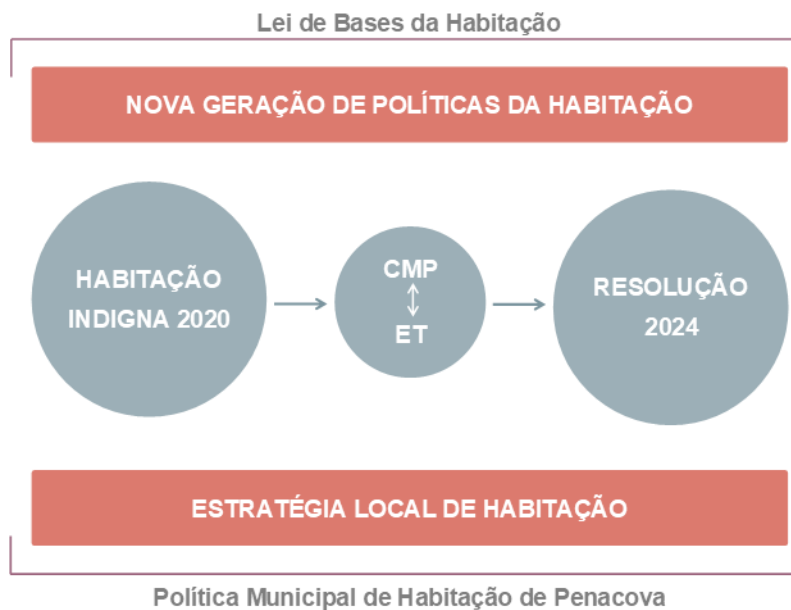 Lei de Bases da Habitação
NOVA GERAÇÃO DE POLÍTICAS DA HABITAÇÃO
HABITAÇÃO
INDIGNA 2020
CMP
ET
RESOLUÇÃO
2024
ESTRATÉGIA LOCAL DE HABITAÇÃO
Política Municipal de Habitação de Penacova